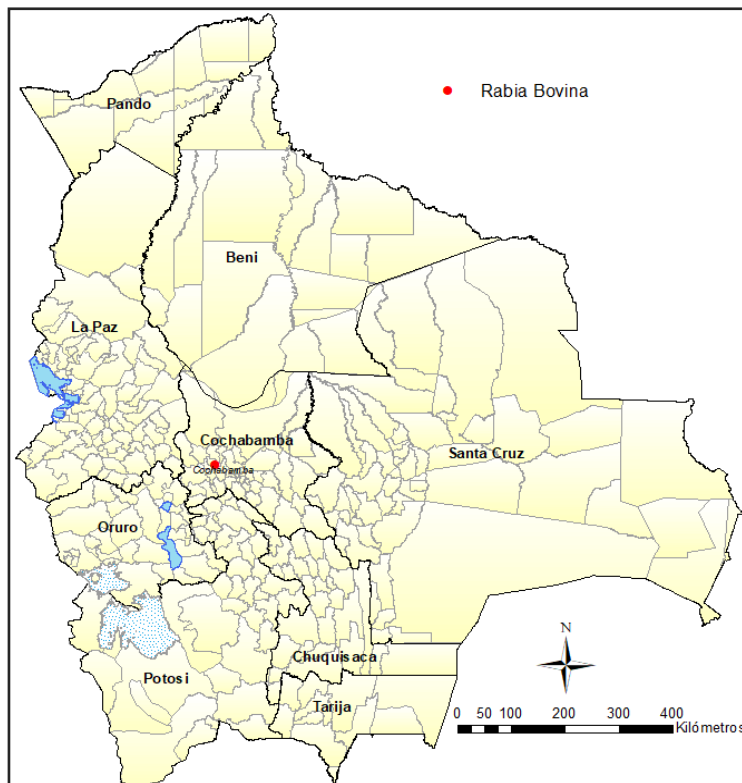 Pando
Rabia Bovina
Beni
La Paz
Cochabamba
Cochabamba
Santa Cruz
Oruro
N
Chuquisaca
Potosi
Tarija
0 50 100 200 300 400
Kilómetros